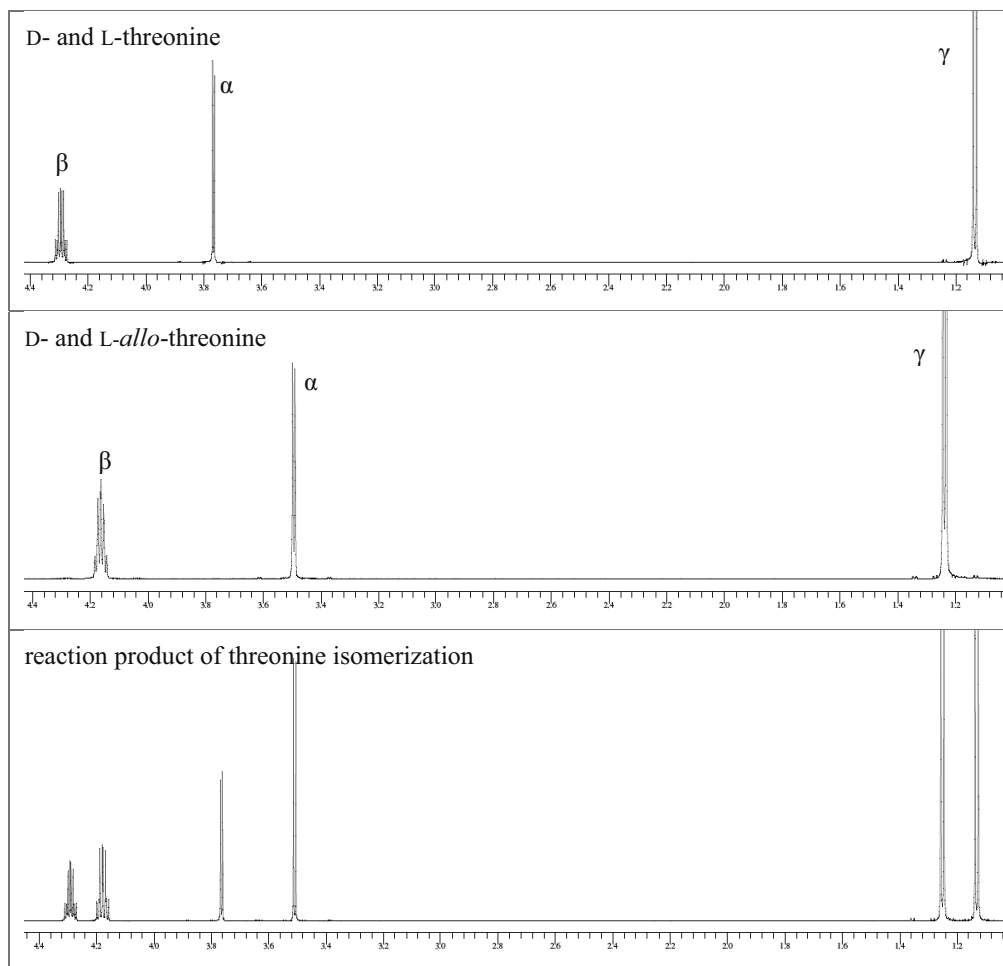 D- and L-threonine
γ
α
β
4.4 4.2 4.0 3.8 3.6 3.4 3.2 3.0 2.8 2.6 2.4 2.2 2.0 1.8 1.6 1.4 1.2
D- and L-allo-threonine
γ
α
β
4.4 4.2 4.0 3.8 3.6 3.4 3.2 3.0 2.8 2.6 2.4 2.2 2.0 1.8 1.6 1.4 1.2
reaction product of threonine isomerization
4.4 4.2 4.0 3.8 3.6 3.4 3.2 3.0 2.8 2.6 2.4 2.2 2.0 1.8 1.6 1.4 1.2